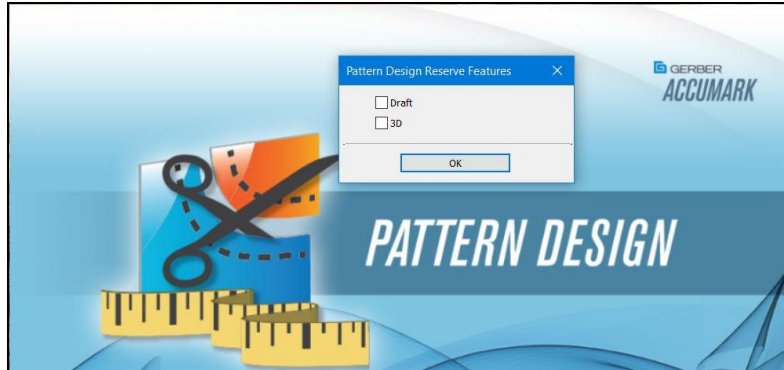 Pattern Design Reserve Features
Draft
3D
OK
GERBER
ACCUMARK
PATTERN DESIGN